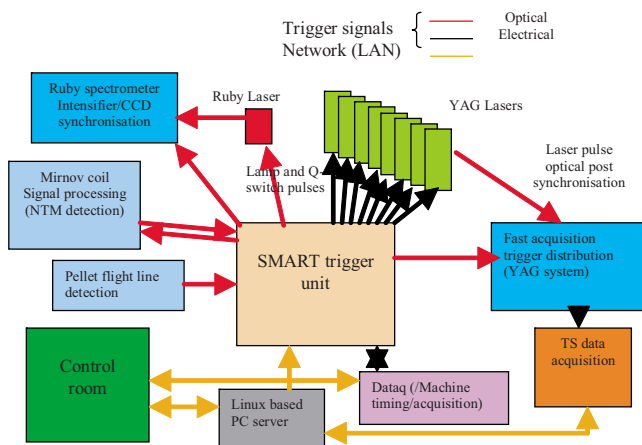 Trigger signals
Network (LAN)
Optical
Electrical
Ruby spectrometer
Intensifier/CCD
synchronisation
Ruby Laser
YAG Lasers
Laser pulse
optical post
synchronisation
Lamp and Q-
switch pulses
Mirnov coil
Signal processing
(NTM detection)
SMART trigger
unit
Fast acquisition
trigger distribution
(YAG system)
Pellet flight line
detection
Control
room
Linux based
PC server
Dataq (/Machine
timing/acquisition)
TS data
acquisition